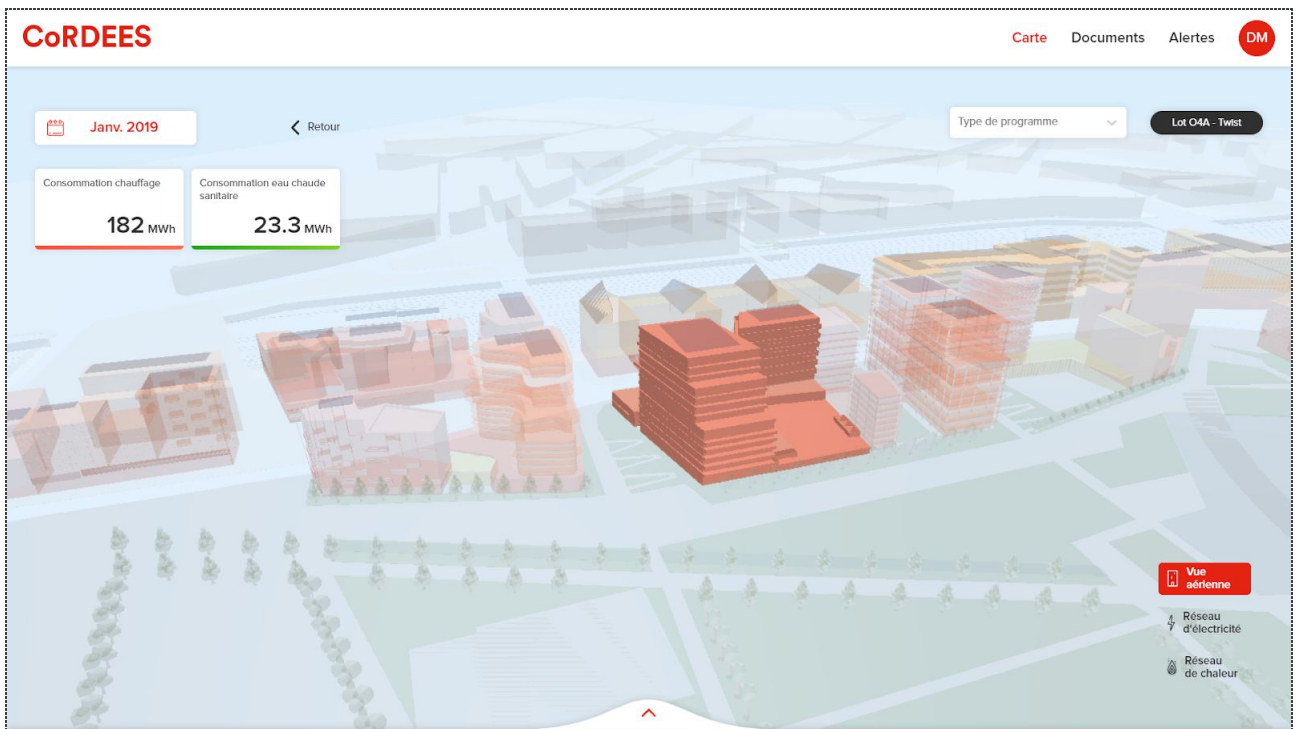 CoRDEES
Carte
Documents
Alertes
DM
Janv. 2019
Retour
Type de programme
Lot O4A - Twist
Consommation chauffage
182 MWh
Consommation eau chaude
sanitaire
23.3 MWh
Vue
aérienne
Réseau
d'électricité
Réseau
de chaleur